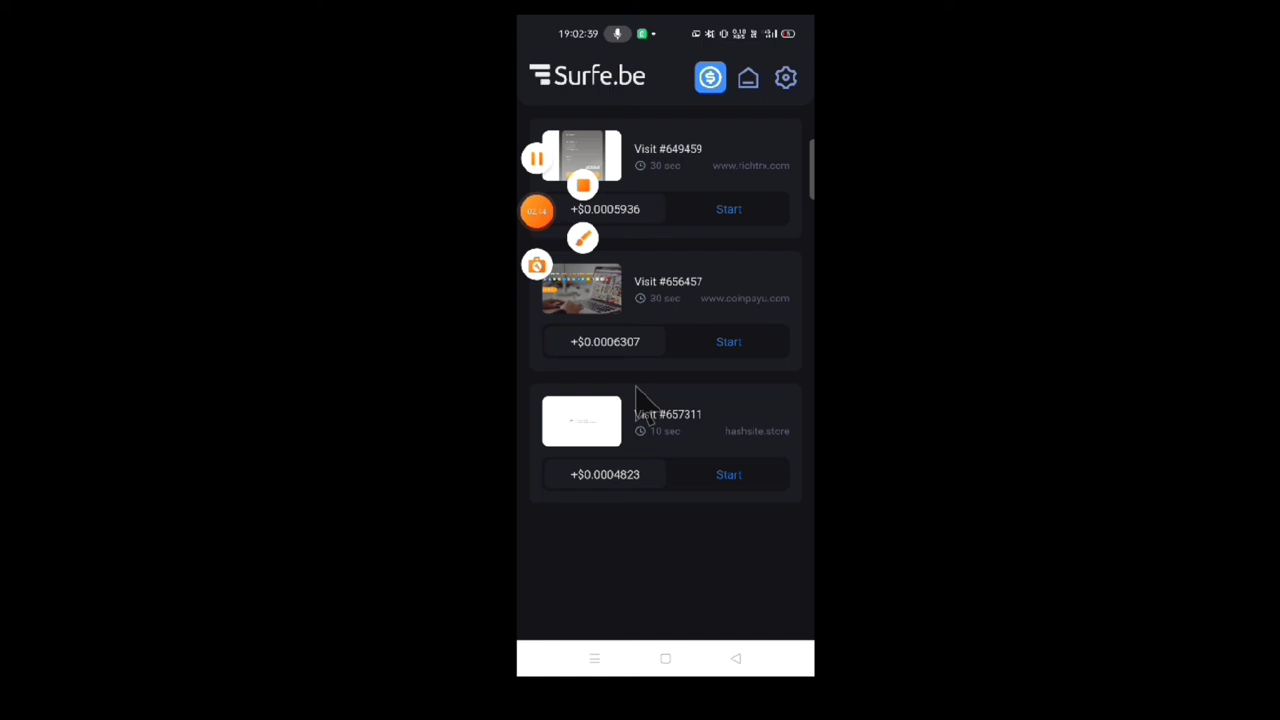 19:02:39
Surfe.be
Visit #649459
30 sec www.richtrx.com
+$0.0005936 Start
Visit #656457
30 sec www.coinpayu.com
+$0.0006307 Start
Visit #657311
10 sec hashsite.store
+$0.0004823 Start